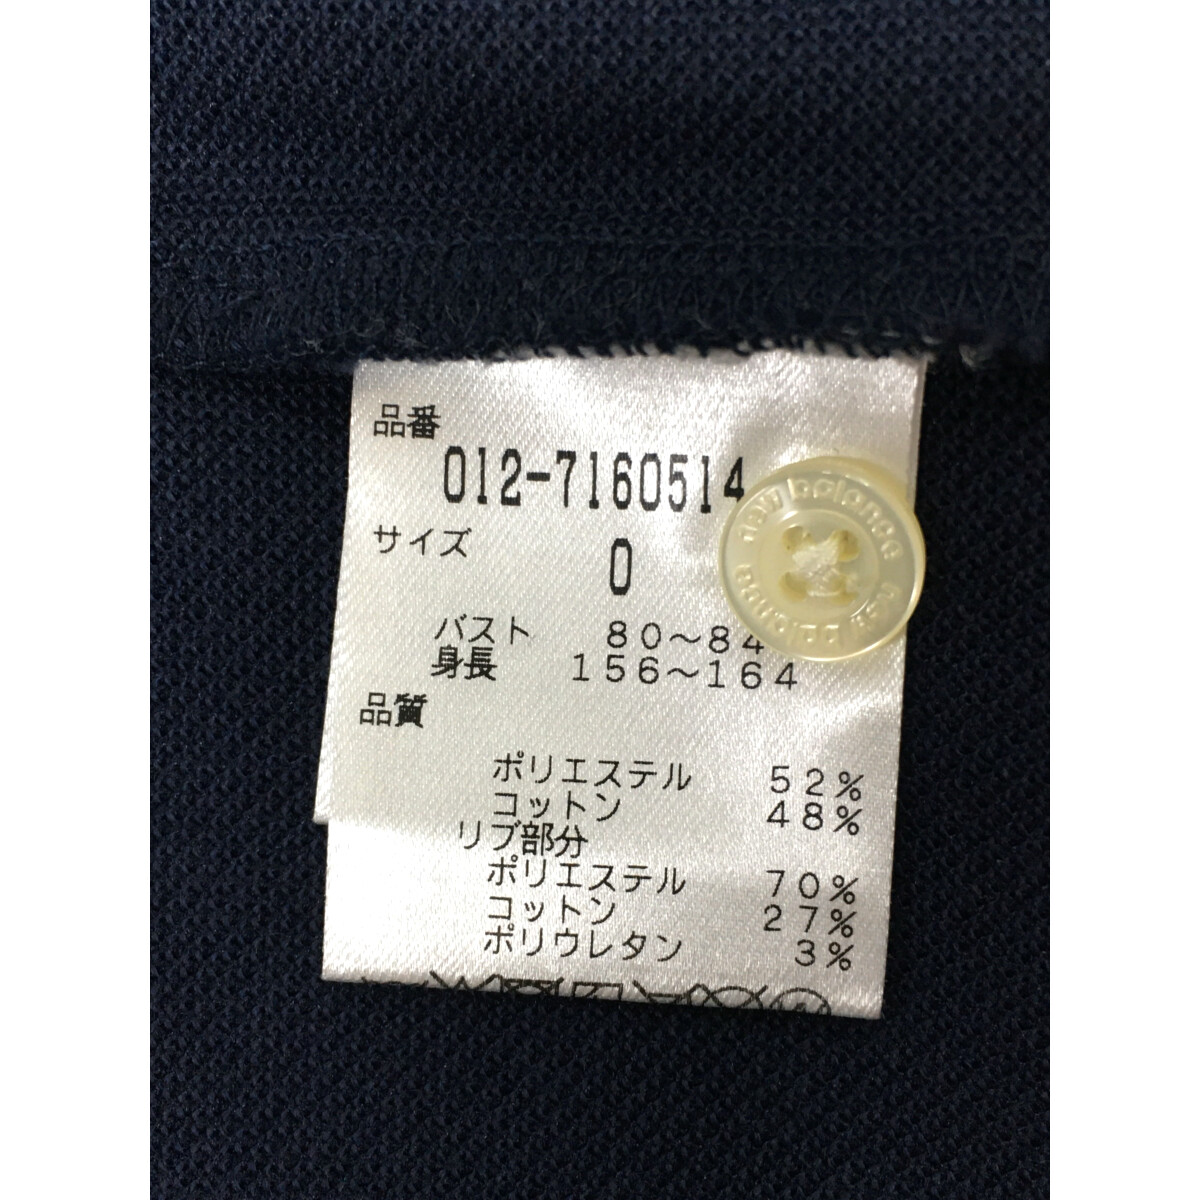 品番
012-7160514
サイズ 0
バスト 80～84
身長 156～164
品質
ポリエステル 52%
コットン 48%
リブ部分
ポリエステル 70%
コットン 27%
ポリウレタン 3%
new balance new balance